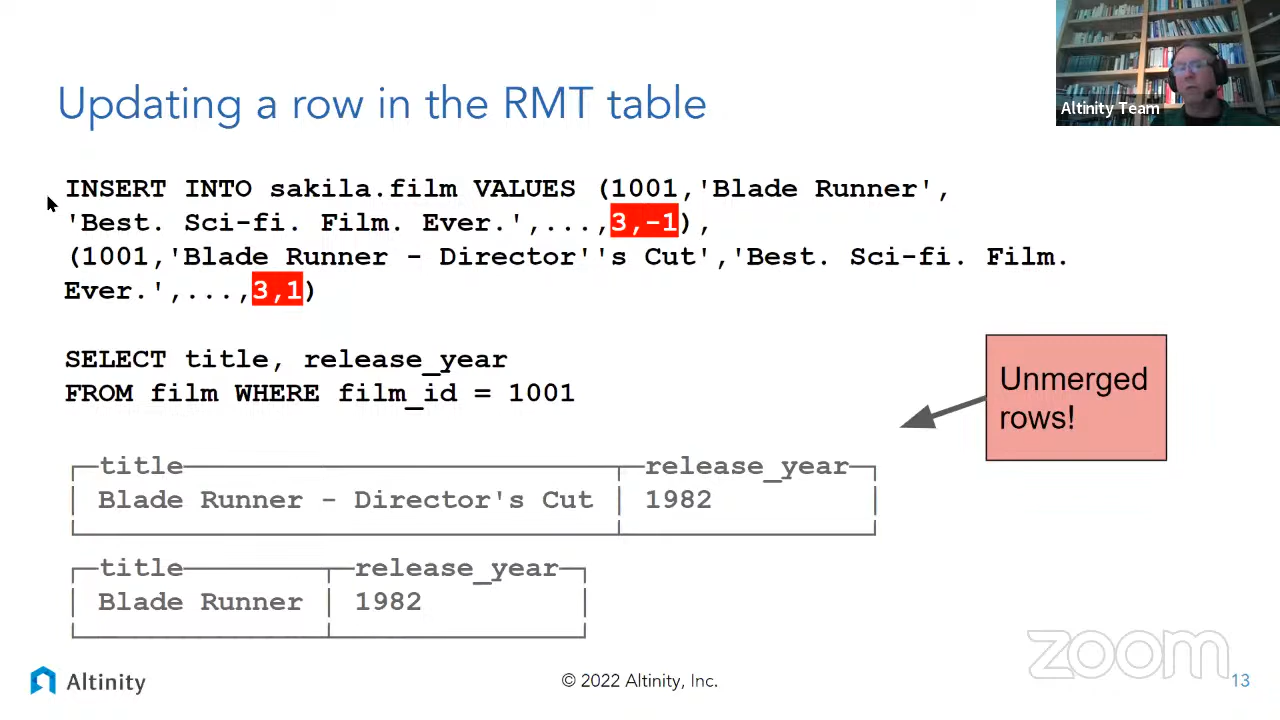 Altinity Team
Updating a row in the RMT table
INSERT INTO sakila.film VALUES (1001,'Blade Runner',
'Best. Sci-fi. Film. Ever.',...,3,-1),
(1001,'Blade Runner - Director''s Cut','Best. Sci-fi. Film.
Ever.',...,3,1)
SELECT title, release_year
FROM film WHERE film_id = 1001
Unmerged
rows!
title release_year
Blade Runner - Director's Cut 1982
title release_year
Blade Runner 1982
zoom
Altinity
© 2022 Altinity, Inc.
13